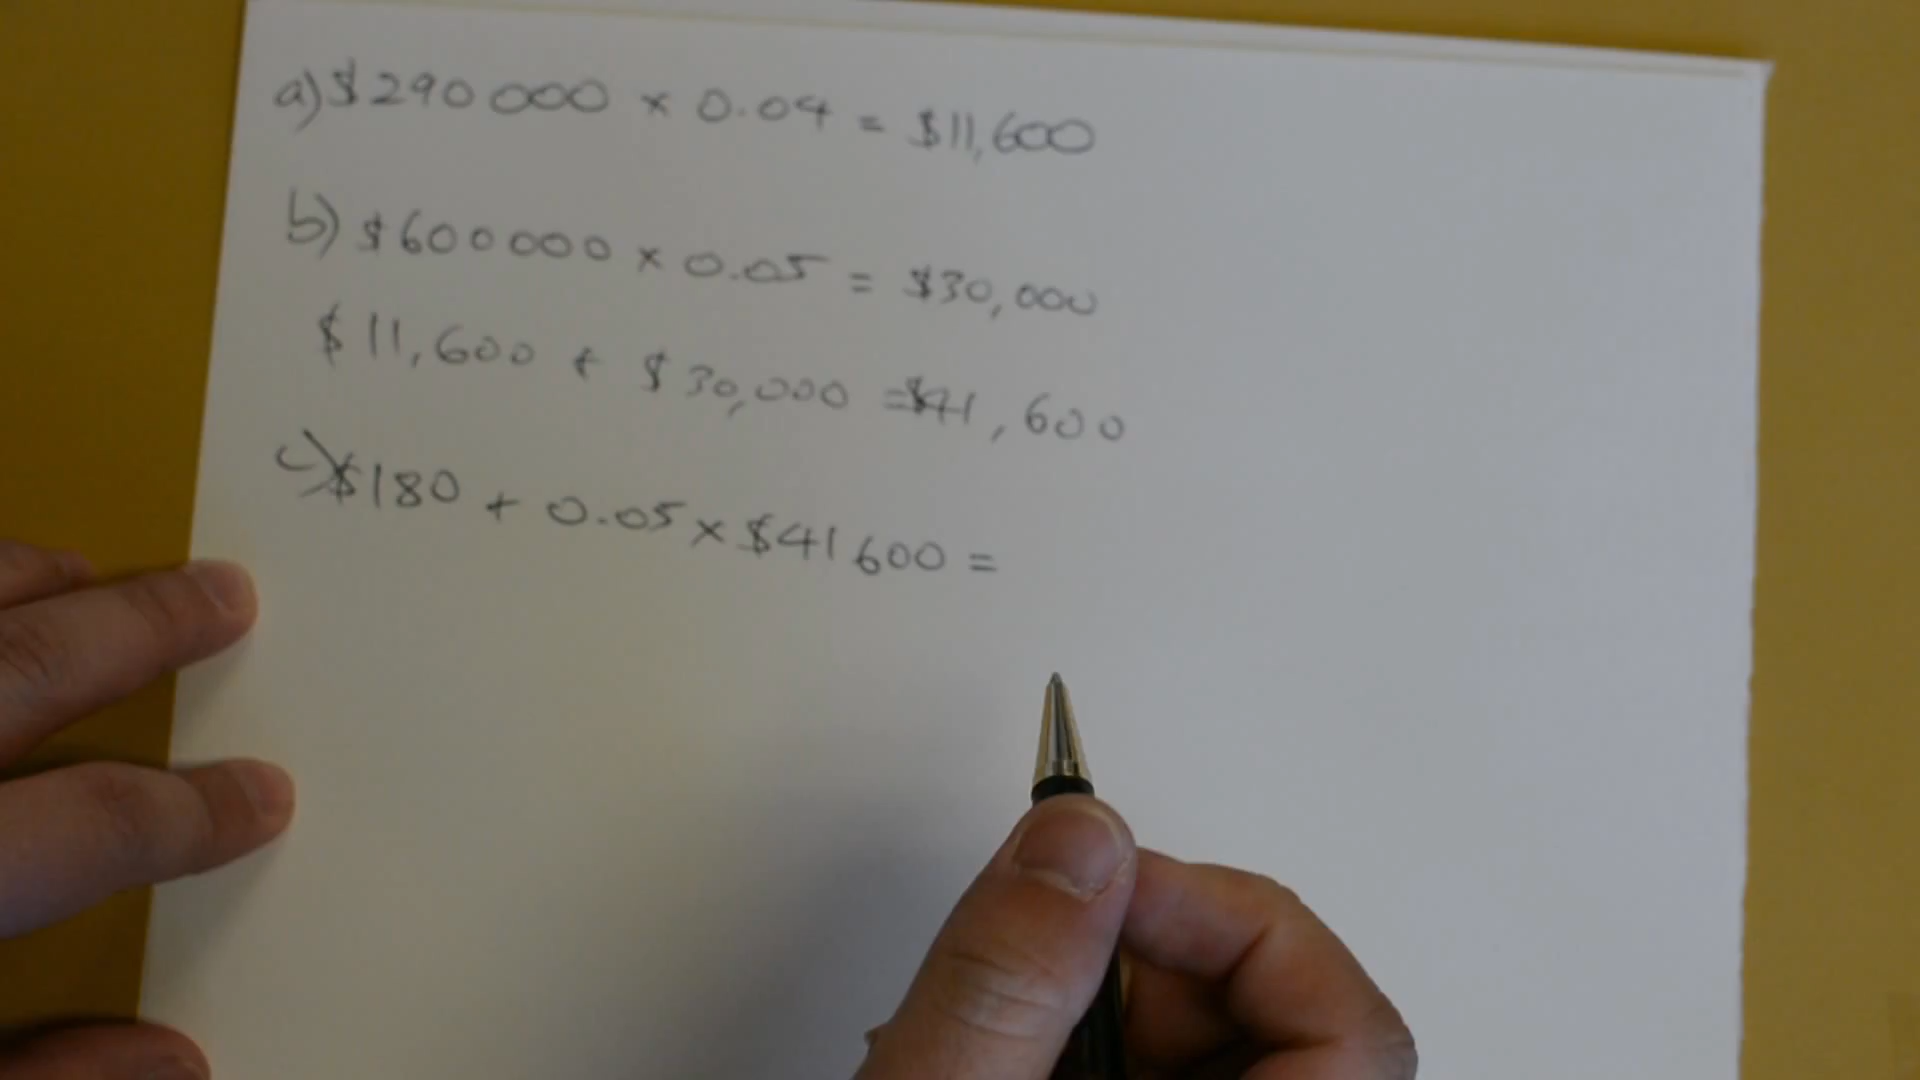 a) $290 000 × 0.04 = $11,600
b) $600 000 × 0.05 = $30,000
$11,600 + $30,000 = $41,600
c) $180 + 0.05 × $41 600 =